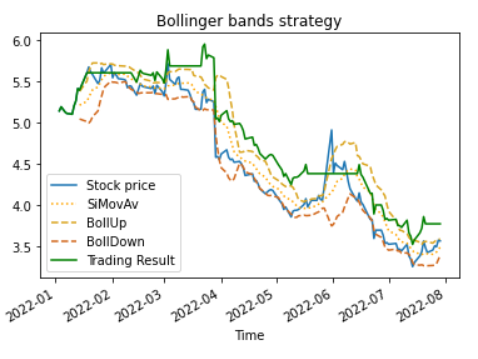 Bollinger bands strategy
6.0
5.5
5.0
4.5
4.0
3.5
Stock price
SiMovAv
BollUp
BollDown
Trading Result
2022-01
2022-02
2022-03
2022-04
2022-05
2022-06
2022-07
2022-08
Time